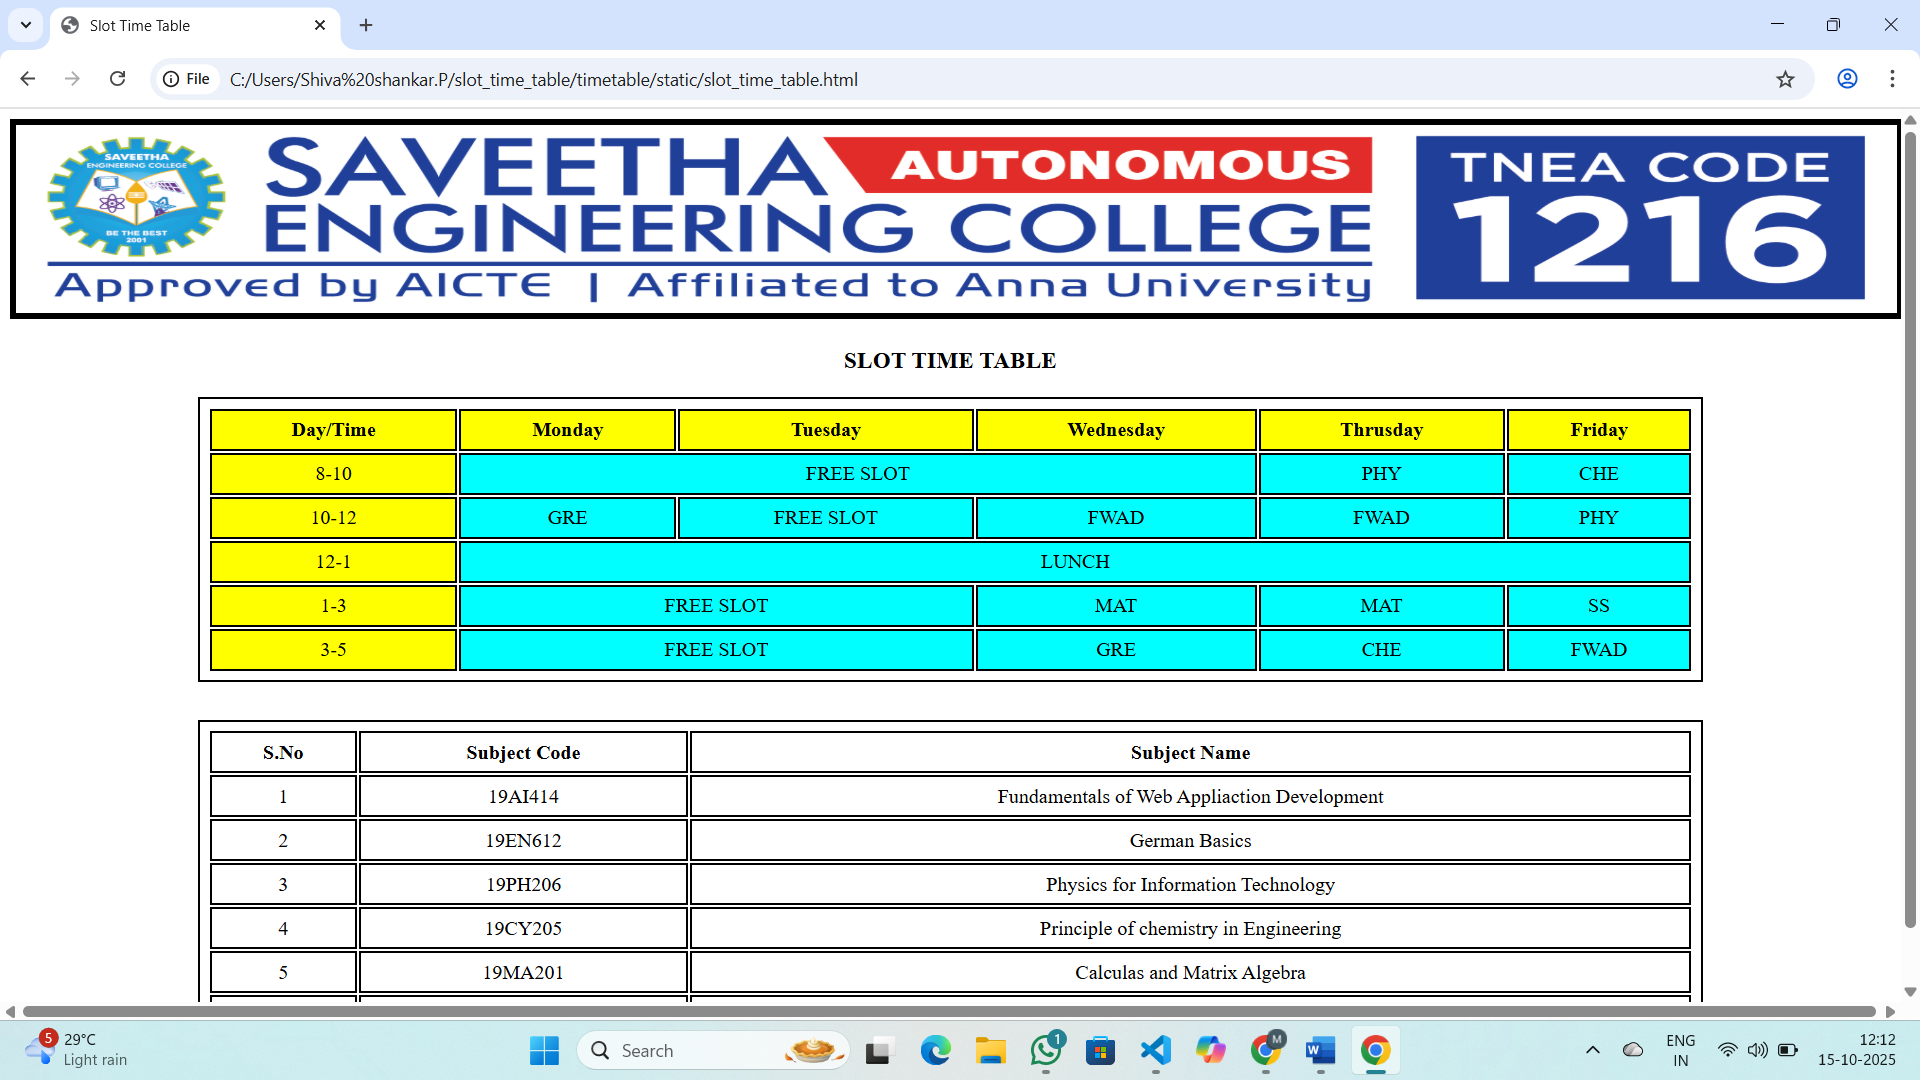 Slot Time Table
File C:/Users/Shiva%20shankar.P/slot_time_table/timetable/static/slot_time_table.html
SAVEETHA
ENGINEERING COLLEGE
BE THE BEST
2001
SAVEETHA AUTONOMOUS
ENGINEERING COLLEGE
Approved by AICTE | Affiliated to Anna University
TNEA CODE
1216
SLOT TIME TABLE
Day/Time Monday Tuesday Wednesday Thrusday Friday
8-10 FREE SLOT PHY CHE
10-12 GRE FREE SLOT FWAD FWAD PHY
12-1 LUNCH
1-3 FREE SLOT MAT MAT SS
3-5 FREE SLOT GRE CHE FWAD
S.No Subject Code Subject Name
1 19AI414 Fundamentals of Web Appliaction Development
2 19EN612 German Basics
3 19PH206 Physics for Information Technology
4 19CY205 Principle of chemistry in Engineering
5 19MA201 Calculas and Matrix Algebra
5 29°C
Light rain
Search
1
M
W
ENG
IN
12:12
15-10-2025